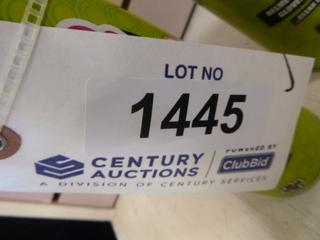 LOT NO
1445
CENTURY AUCTIONS
POWERED BY
ClubBid
A DIVISION OF CENTURY SERVICES